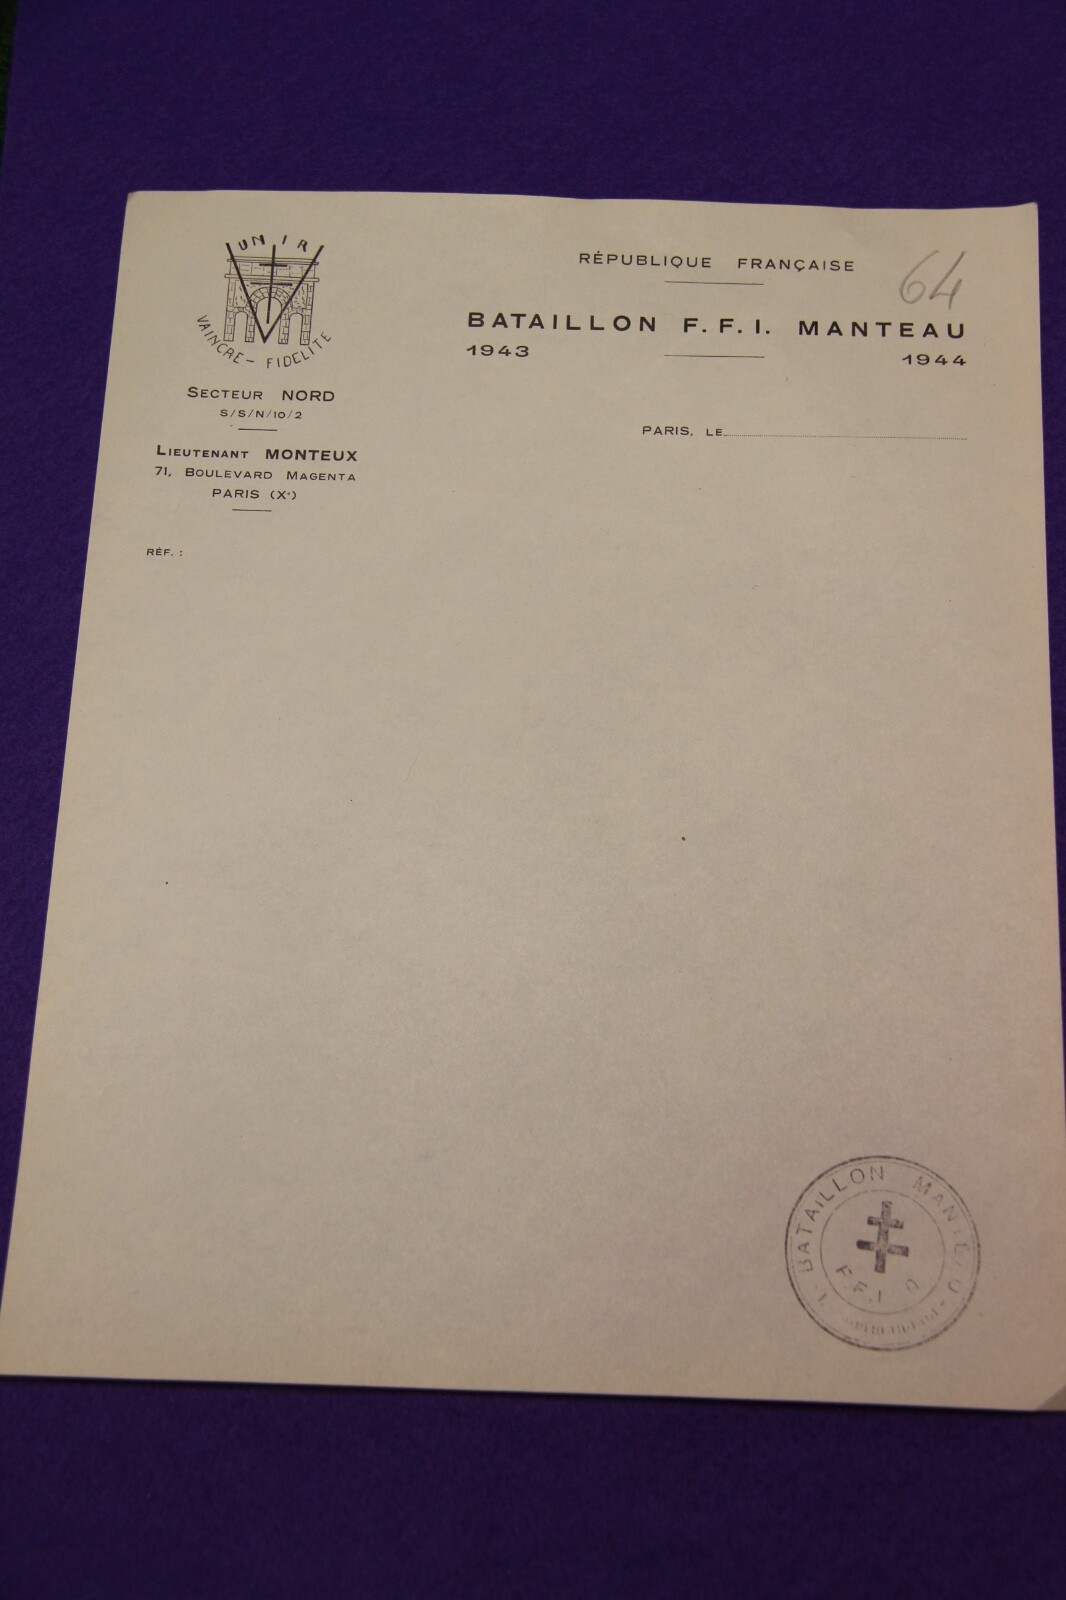 UNIR
VAINCRE - FIDELITE
SECTEUR NORD
S/S/N/10/2
LIEUTENANT MONTEUX
71, BOULEVARD MAGENTA
PARIS (Xᵉ)
RÉF. :
RÉPUBLIQUE FRANÇAISE
64
BATAILLON F. F. I. MANTEAU
1943 1944
PARIS, LE
BATAILLON
F.F.I